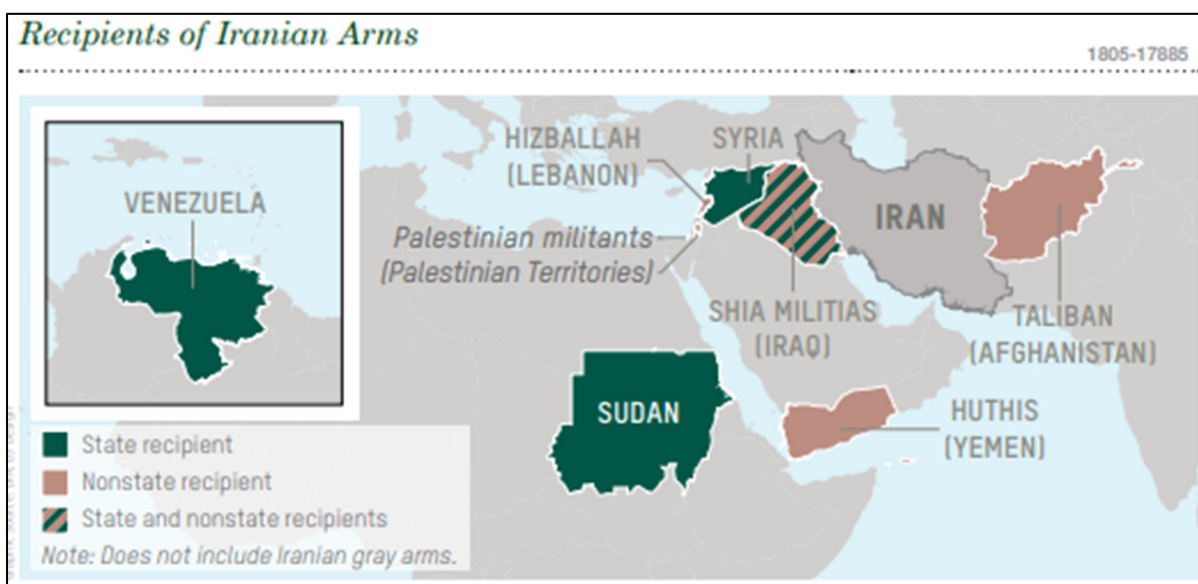 Recipients of Iranian Arms
1805-17885
HIZBALLAH
(LEBANON)
SYRIA
VENEZUELA
Palestinian militants
(Palestinian Territories)
IRAN
SHIA MILITIAS
(IRAQ)
TALIBAN
(AFGHANISTAN)
SUDAN
HUTHIS
(YEMEN)
State recipient
Nonstate recipient
State and nonstate recipients
Note: Does not include Iranian gray arms.